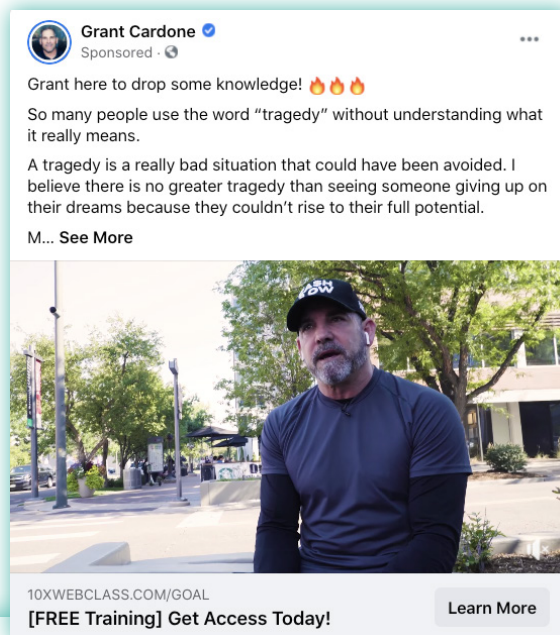 Grant Cardone
Sponsored ·
Grant here to drop some knowledge! 🔥🔥🔥
So many people use the word “tragedy” without understanding what
it really means.
A tragedy is a really bad situation that could have been avoided. I
believe there is no greater tragedy than seeing someone giving up on
their dreams because they couldn’t rise to their full potential.
M... See More
10XWEBCLASS.COM/GOAL
[FREE Training] Get Access Today!
Learn More